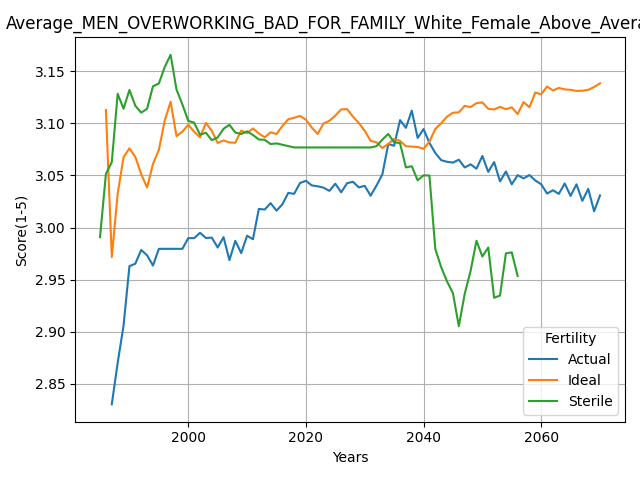 Average_MEN_OVERWORKING_BAD_FOR_FAMILY_White_Female_Above_Avera
3.15
3.10
3.05
3.00
2.95
2.90
2.85
Score(1-5)
2000 2020 2040 2060
Years
Fertility
Actual
Ideal
Sterile